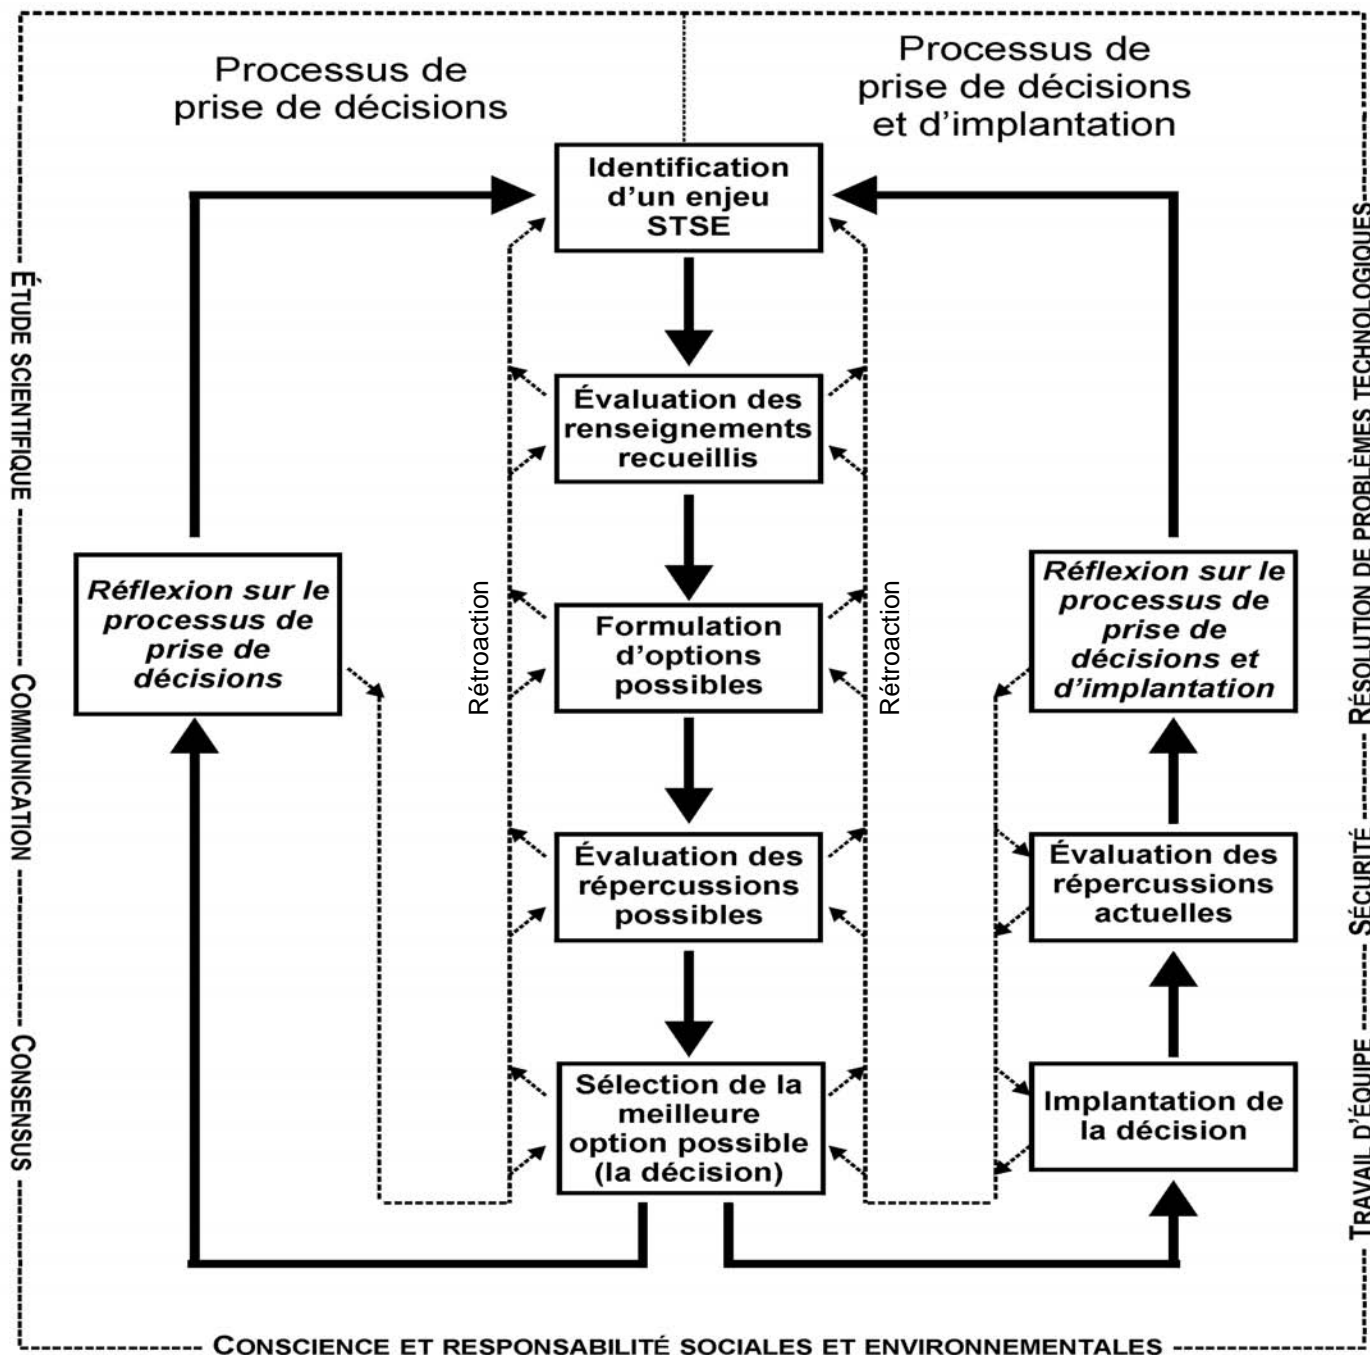 Processus de
prise de décisions
Processus de
prise de décisions
et d'implantation
Identification
d'un enjeu
STSE
Évaluation des
renseignements
recueillis
Formulation
d'options
possibles
Évaluation des
répercussions
possibles
Sélection de la
meilleure
option possible
(la décision)
Réflexion sur le
processus de
prise de
décisions
Rétroaction
Rétroaction
Réflexion sur le
processus de
prise de
décisions et
d'implantation
Évaluation des
répercussions
actuelles
Implantation de
la décision
ÉTUDE SCIENTIFIQUE
COMMUNICATION
CONSENSUS
RÉSOLUTION DE PROBLÈMES TECHNOLOGIQUES
SÉCURITÉ
TRAVAIL D'ÉQUIPE
CONSCIENCE ET RESPONSABILITÉ SOCIALES ET ENVIRONNEMENTALES